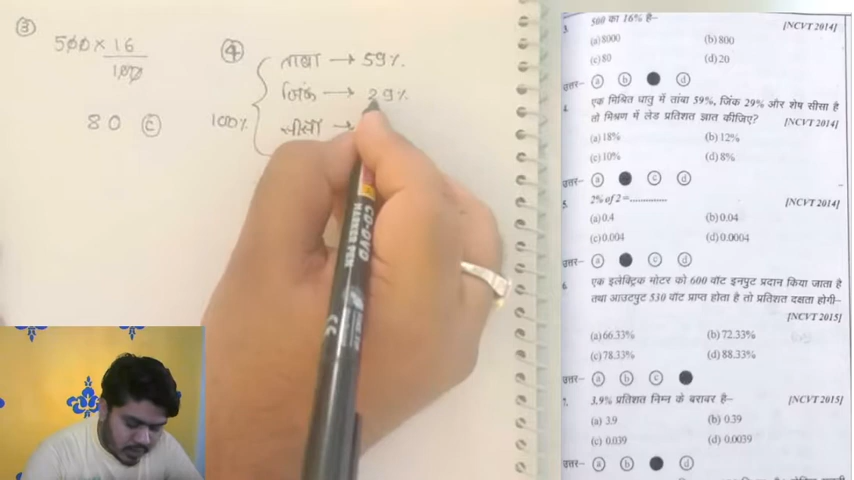 ③
500 × 16
100
80 ⓒ
④
100%
तांबा → 59%.
जिंक → 29%.
सीसा →
CD-DVD
MARKER PEN
3. 500 का 16% है–
[NCVT 2014]
(a) 8000 (b) 800
(c) 80 (d) 20
उत्तर– ⓐ ⓑ ● ⓓ
4. एक मिश्रित धातु में तांबा 59%, जिंक 29% और शेष सीसा है
तो मिश्रण में लेड प्रतिशत ज्ञात कीजिए? [NCVT 2014]
(a) 18% (b) 12%
(c) 10% (d) 8%
उत्तर– ⓐ ● ⓒ ⓓ
5. 2% of 2 = .............. [NCVT 2014]
(a) 0.4 (b) 0.04
(c) 0.004 (d) 0.0004
उत्तर– ⓐ ● ⓒ ⓓ
6. एक इलेक्ट्रिक मोटर को 600 वॉट इनपुट प्रदान किया जाता है
तथा आउटपुट 530 वॉट प्राप्त होता है तो प्रतिशत दक्षता होगी–
[NCVT 2015]
(a) 66.33% (b) 72.33%
(c) 78.33% (d) 88.33%
उत्तर– ⓐ ⓑ ⓒ ●
7. 3.9% प्रतिशत निम्न के बराबर है– [NCVT 2015]
(a) 3.9 (b) 0.39
(c) 0.039 (d) 0.0039
उत्तर– ⓐ ⓑ ● ⓓ